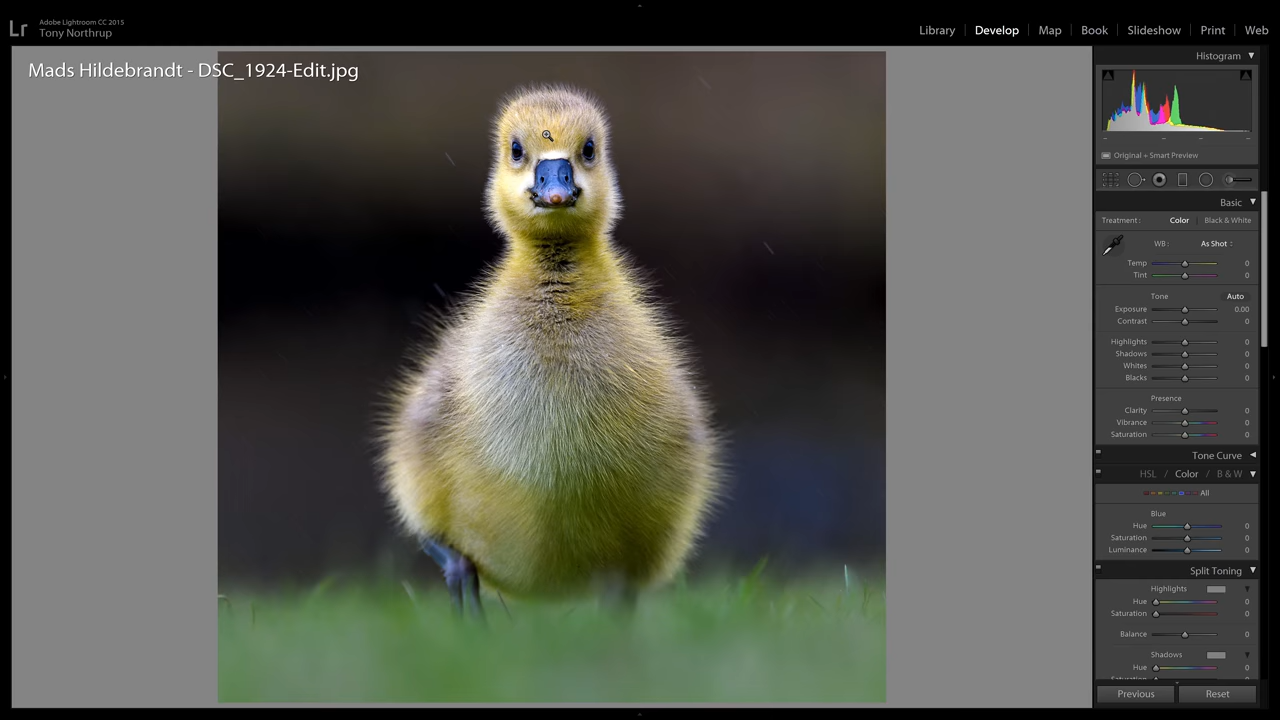 Lr
Adobe Lightroom CC 2015
Tony Northrup
Library | Develop | Map | Book | Slideshow | Print | Web
Mads Hildebrandt - DSC_1924-Edit.jpg
Histogram
Original + Smart Preview
Basic
Treatment : Color | Black & White
WB : As Shot
Temp 0
Tint 0
Tone Auto
Exposure 0.00
Contrast 0
Highlights 0
Shadows 0
Whites 0
Blacks 0
Presence
Clarity 0
Vibrance 0
Saturation 0
Tone Curve
HSL / Color / B & W
All
Blue
Hue 0
Saturation 0
Luminance 0
Split Toning
Highlights
Hue 0
Saturation 0
Balance 0
Shadows
Hue 0
Previous Reset